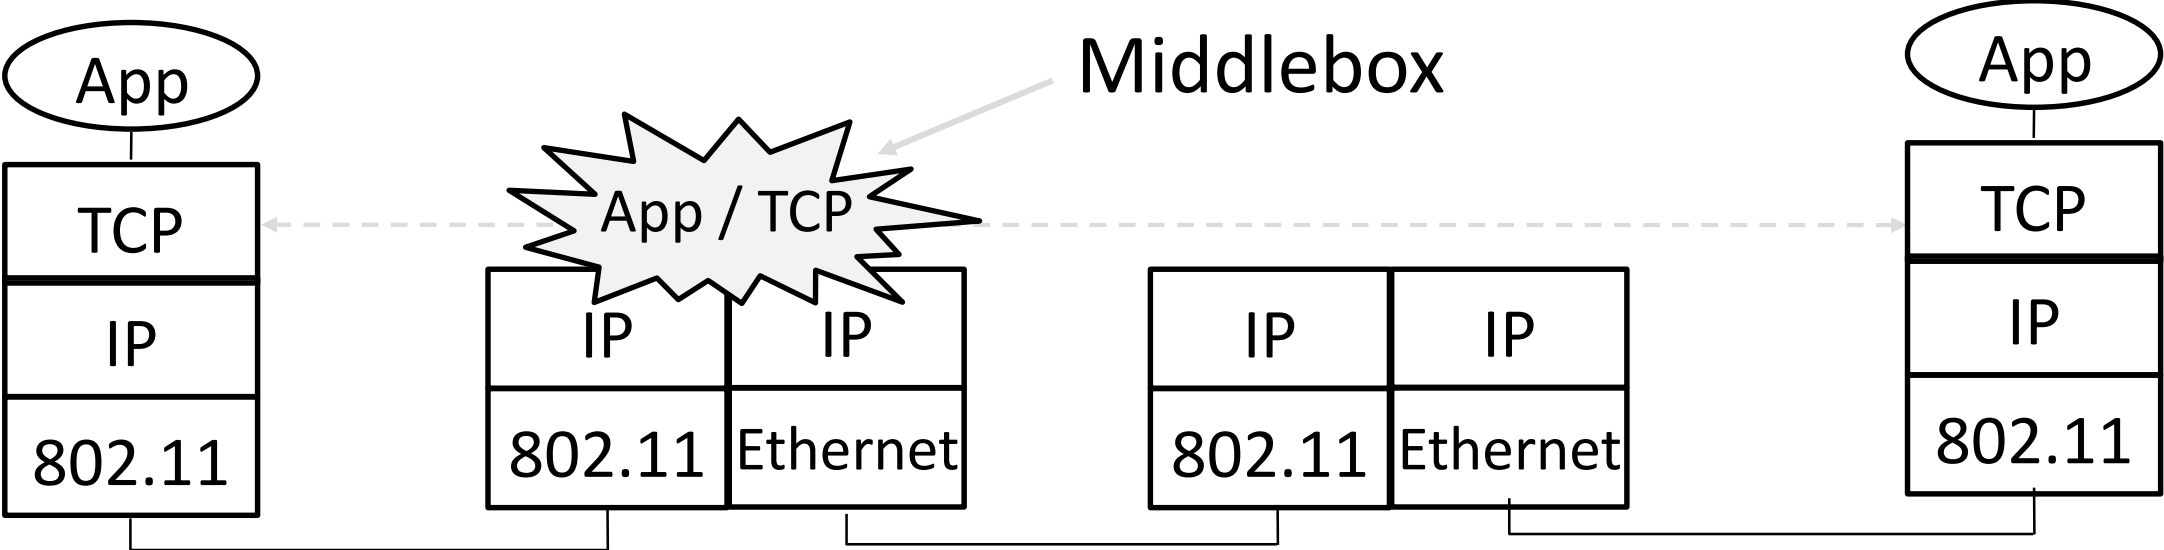 Middlebox
App
TCP
IP
802.11
App / TCP
IP
IP
802.11
Ethernet
IP
IP
802.11
Ethernet
App
TCP
IP
802.11